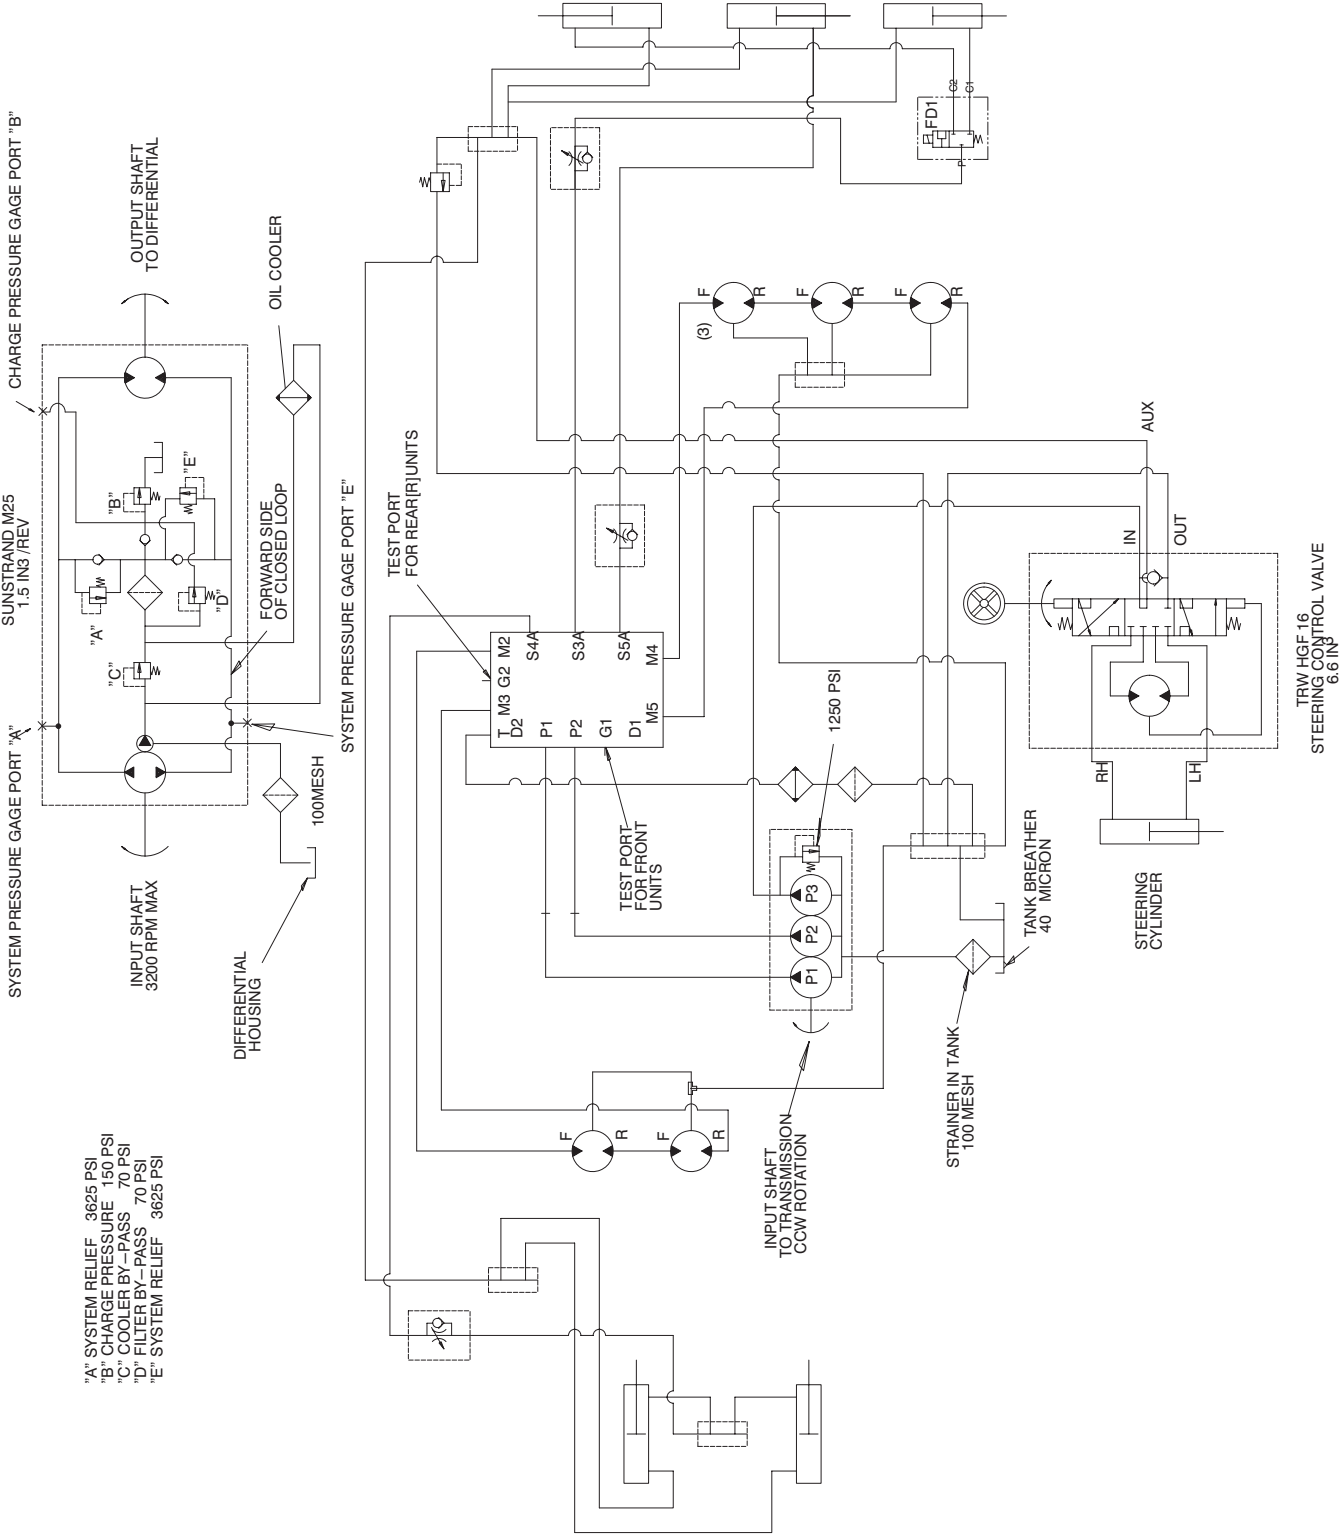 SYSTEM PRESSURE GAGE PORT "A"
SUNSTRAND M25
1.5 IN3 /REV
CHARGE PRESSURE GAGE PORT "B"
INPUT SHAFT
3200 RPM MAX
OUTPUT SHAFT
TO DIFFERENTIAL
"A"
"B"
"C"
"D"
"E"
OIL COOLER
FORWARD SIDE
OF CLOSED LOOP
SYSTEM PRESSURE GAGE PORT "E"
100MESH
DIFFERENTIAL
HOUSING
"A" SYSTEM RELIEF 3625 PSI
"B" CHARGE PRESSURE 150 PSI
"C" COOLER BY-PASS 70 PSI
"D" FILTER BY-PASS 70 PSI
"E" SYSTEM RELIEF 3625 PSI
TEST PORT
FOR REAR[R]UNITS
M3 G2 M2
T
D2
P1
P2
G1
D1
M5
S4A
S3A
S5A
M4
TEST PORT
FOR FRONT
UNITS
1250 PSI
P1
P2
P3
INPUT SHAFT
TO TRANSMISSION
CCW ROTATION
F
R
F
R
(3)
F
R
F
R
F
R
FD1
C2
C1
P
STRAINER IN TANK
100 MESH
TANK BREATHER
40 MICRON
AUX
IN
OUT
RH
LH
STEERING
CYLINDER
TRW HGF 16
STEERING CONTROL VALVE
6.6 IN3